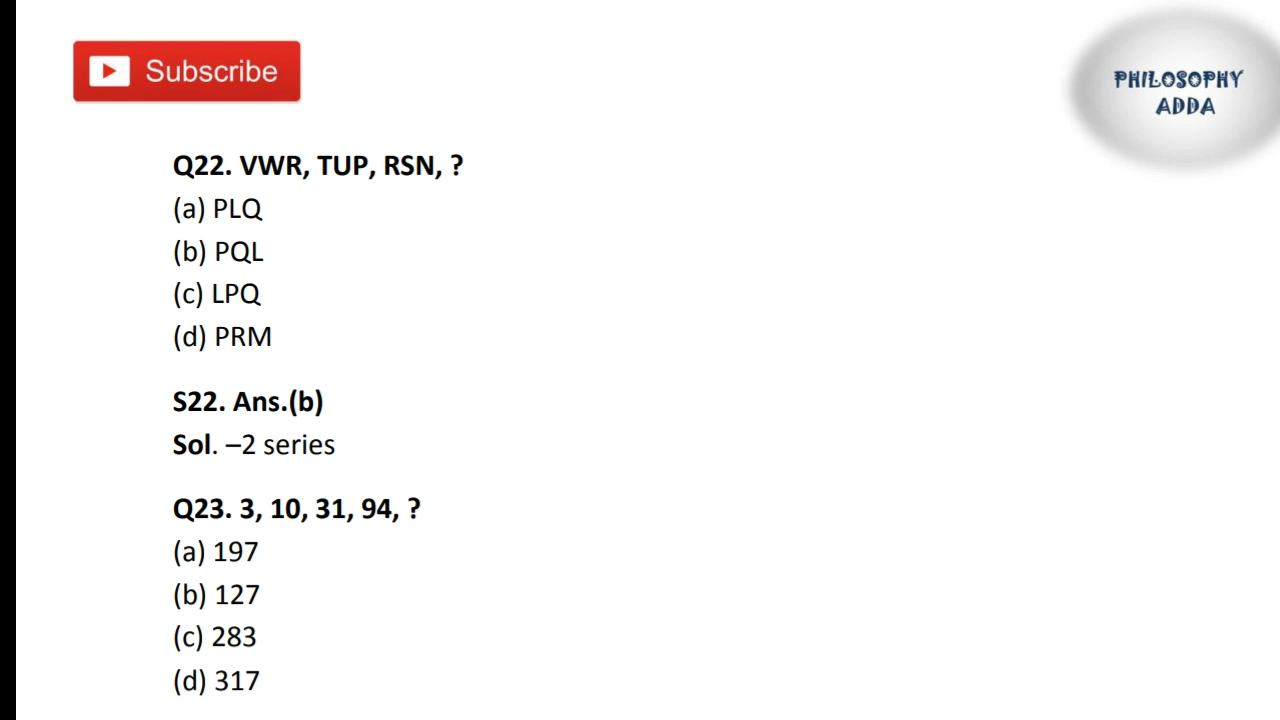 Subscribe
PHILOSOPHY
ADDA
Q22. VWR, TUP, RSN, ?
(a) PLQ
(b) PQL
(c) LPQ
(d) PRM
S22. Ans.(b)
Sol. –2 series
Q23. 3, 10, 31, 94, ?
(a) 197
(b) 127
(c) 283
(d) 317